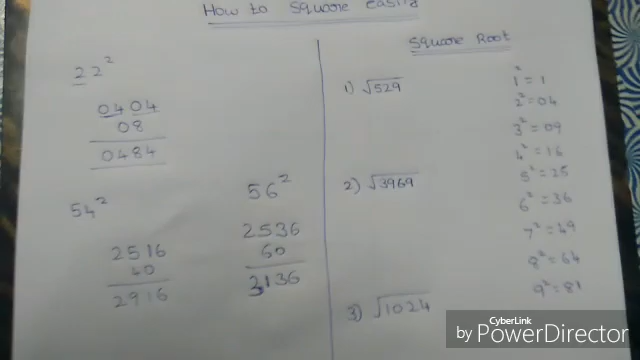 How to Square easily
22²
0404
08
0484
54²
2516
40
2916
56²
2536
60
3136
Square Root
1) √529
2) √3969
3) √1024
1² = 1
2² = 04
3² = 09
4² = 16
5² = 25
6² = 36
7² = 49
8² = 64
9² = 81
CyberLink
by PowerDirector